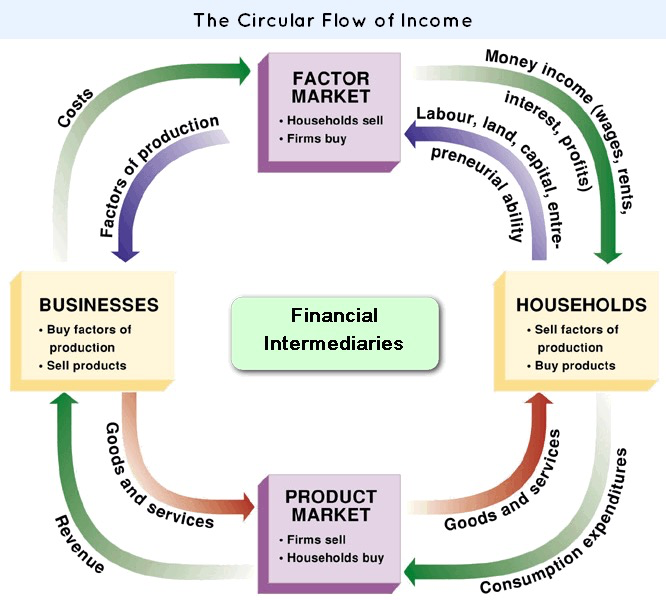 The Circular Flow of Income
FACTOR
MARKET
• Households sell
• Firms buy
Costs
Factors of production
Money income (wages, rents,
interest, profits)
Labour, land, capital, entre-
preneurial ability
BUSINESSES
• Buy factors of
production
• Sell products
Financial
Intermediaries
HOUSEHOLDS
• Sell factors of
production
• Buy products
Goods and services
Revenue
PRODUCT
MARKET
• Firms sell
• Households buy
Goods and services
Consumption expenditures